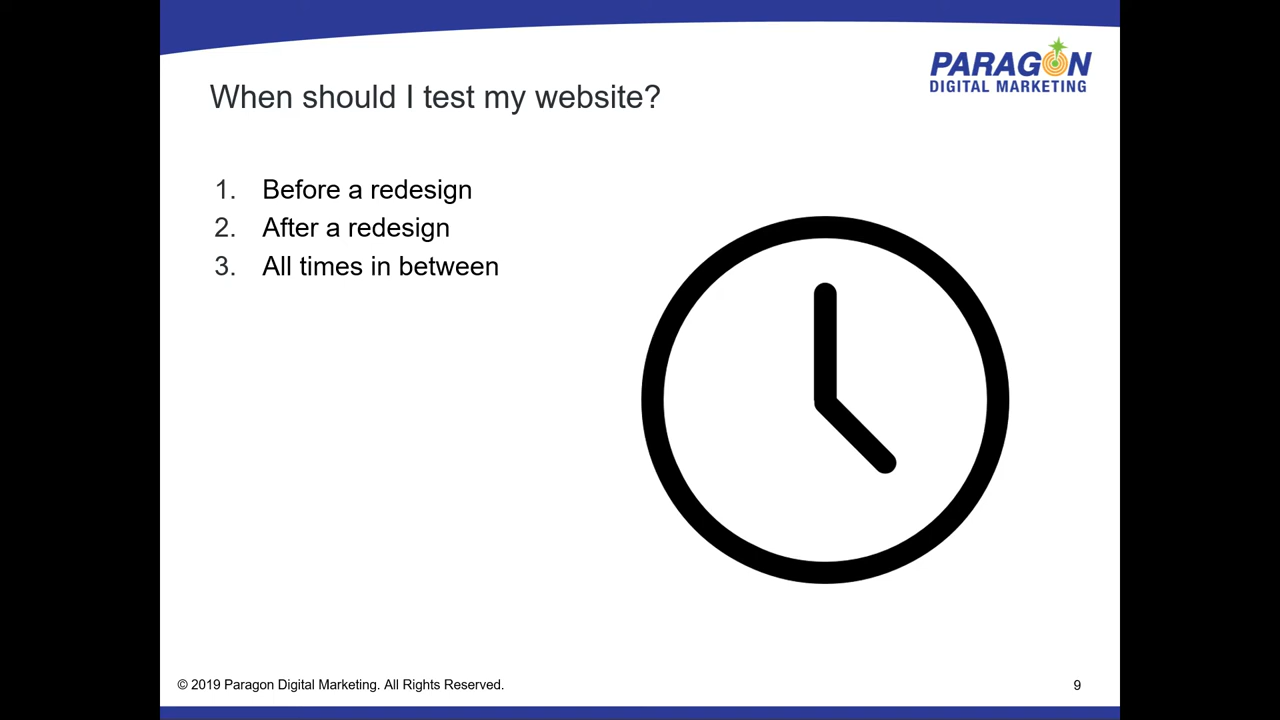 PARAGON
DIGITAL MARKETING
When should I test my website?
1. Before a redesign
2. After a redesign
3. All times in between
© 2019 Paragon Digital Marketing. All Rights Reserved.
9